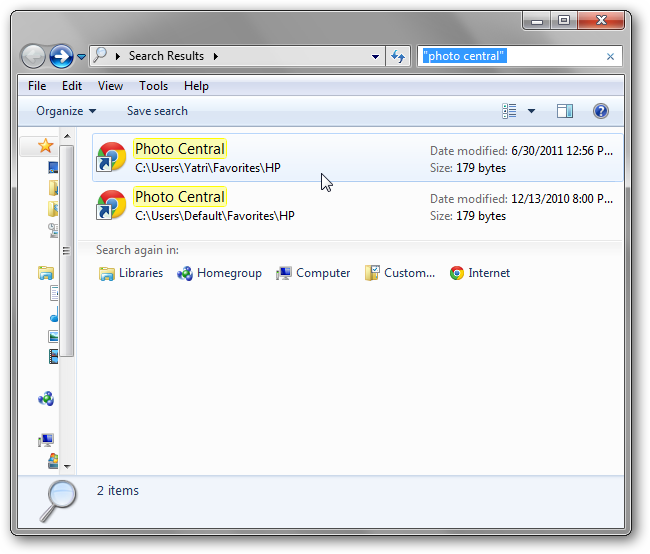 Search Results
"photo central"
File Edit View Tools Help
Organize Save search
Photo Central
Date modified: 6/30/2011 12:56 P...
C:\Users\Yatri\Favorites\HP
Size: 179 bytes
Photo Central
Date modified: 12/13/2010 8:00 P...
C:\Users\Default\Favorites\HP
Size: 179 bytes
Search again in:
Libraries Homegroup Computer Custom... Internet
2 items